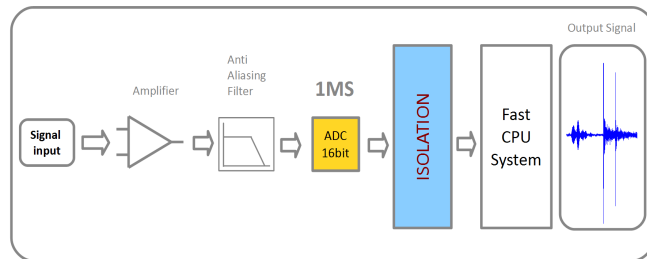 Output Signal
Anti
Aliasing
Filter
Amplifier
1MS
Signal
input
ADC
16bit
ISOLATION
Fast
CPU
System